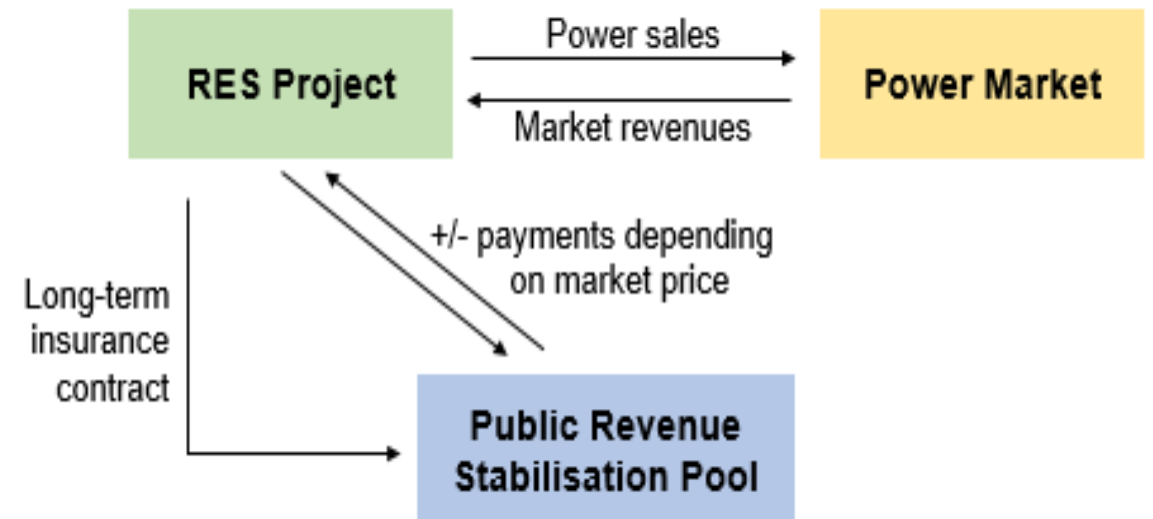 Power sales
RES Project
Power Market
Market revenues
+/- payments depending
on market price
Long-term
insurance
contract
Public Revenue
Stabilisation Pool